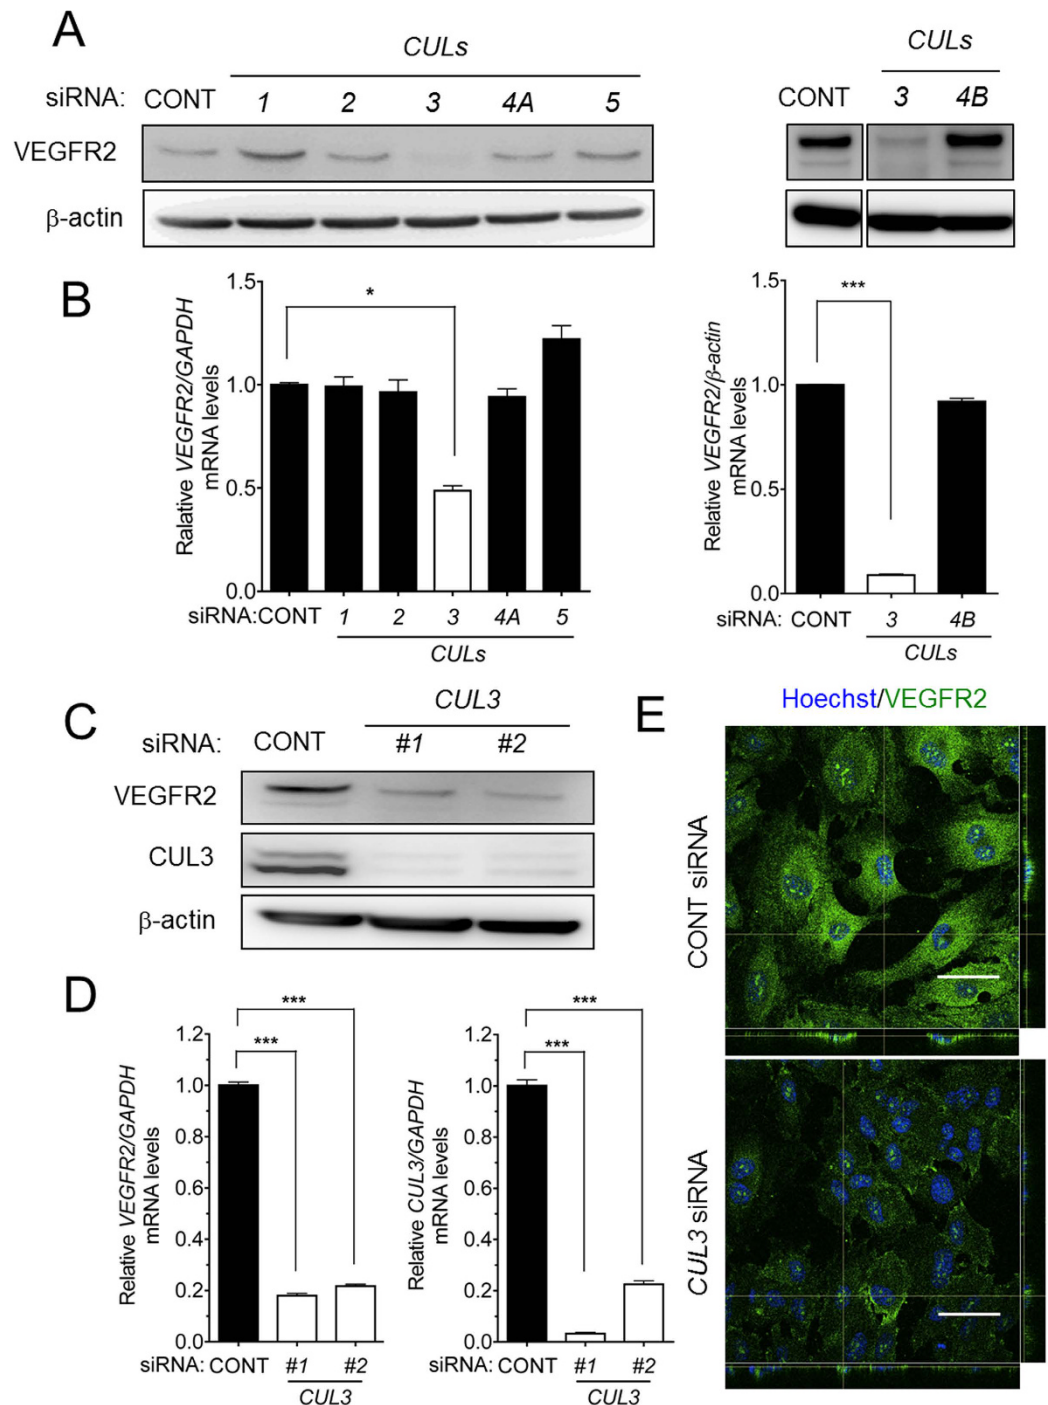 A
CULs
siRNA: CONT 1 2 3 4A 5
VEGFR2
β-actin
CULs
CONT 3 4B
B
Ralative VEGFR2/GAPDH
mRNA levels
1.5
1.0
0.5
0.0
*
siRNA:CONT 1 2 3 4A 5
CULs
Relative VEGFR2/β-actin
mRNA levels
1.5
1.0
0.5
0.0
***
siRNA: CONT 3 4B
CULs
C
CUL3
siRNA: CONT #1 #2
VEGFR2
CUL3
β-actin
D
Relative VEGFR2/GAPDH
mRNA levels
1.2
1.0
0.8
0.6
0.4
0.2
0.0
***
***
siRNA: CONT #1 #2
CUL3
Relative CUL3/GAPDH
mRNA levels
1.2
1.0
0.8
0.6
0.4
0.2
0.0
***
***
siRNA: CONT #1 #2
CUL3
E
Hoechst/VEGFR2
CONT siRNA
CUL3 siRNA